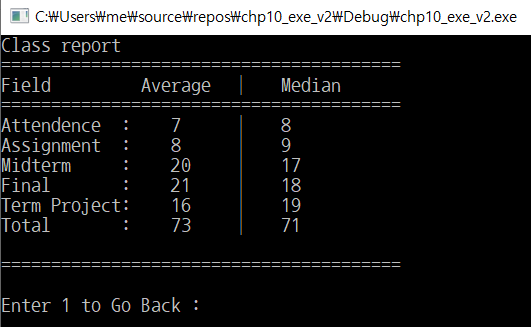 C:₩Users₩me₩source₩repos₩chp10_exe_v2₩Debug₩chp10_exe_v2.exe
Class report
========================================
Field         Average   |    Median
========================================
Attendence  :    7      |    8
Assignment  :    8      |    9
Midterm     :    20     |    17
Final       :    21     |    18
Term Project:    16     |    19
Total       :    73     |    71
========================================
Enter 1 to Go Back :